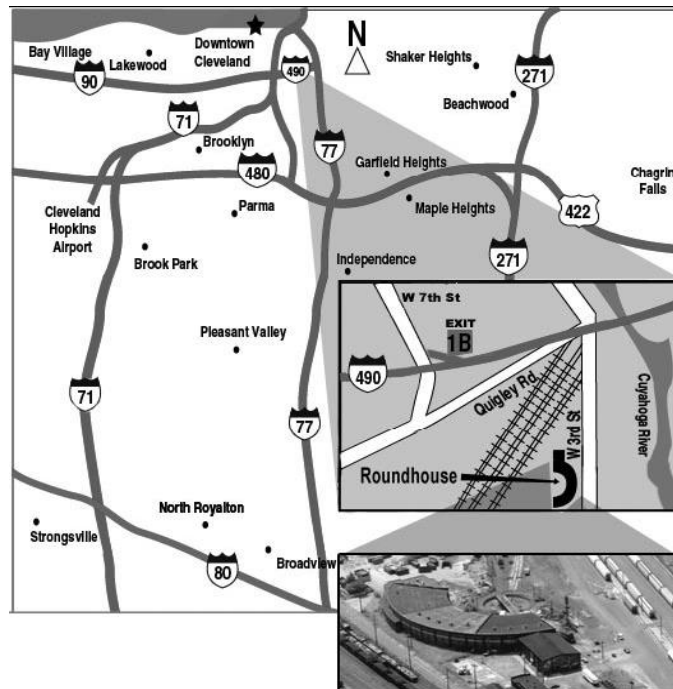 Bay Village
Lakewood
Downtown
Cleveland
N
Shaker Heights
90
490
271
Beachwood
71
Brooklyn
77
480
Garfield Heights
Chagrin
Falls
Cleveland
Hopkins
Airport
Parma
Maple Heights
422
Brook Park
Independence
271
W 7th St
EXIT
1B
Pleasant Valley
490
Quigley Rd
W 3rd St
Cuyahoga River
71
77
Roundhouse
North Royalton
Strongsville
80
Broadview